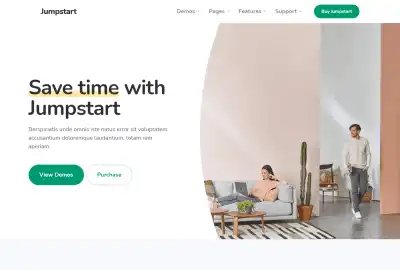 Jumpstart
Demos
Pages
Features
Support
Buy Jumpstart
Save time with
Jumpstart
Perspiciatis unde omnis iste natus error sit voluptatem
accusantium doloremque laudantium, totam rem
aperiam.
View Demos
Purchase